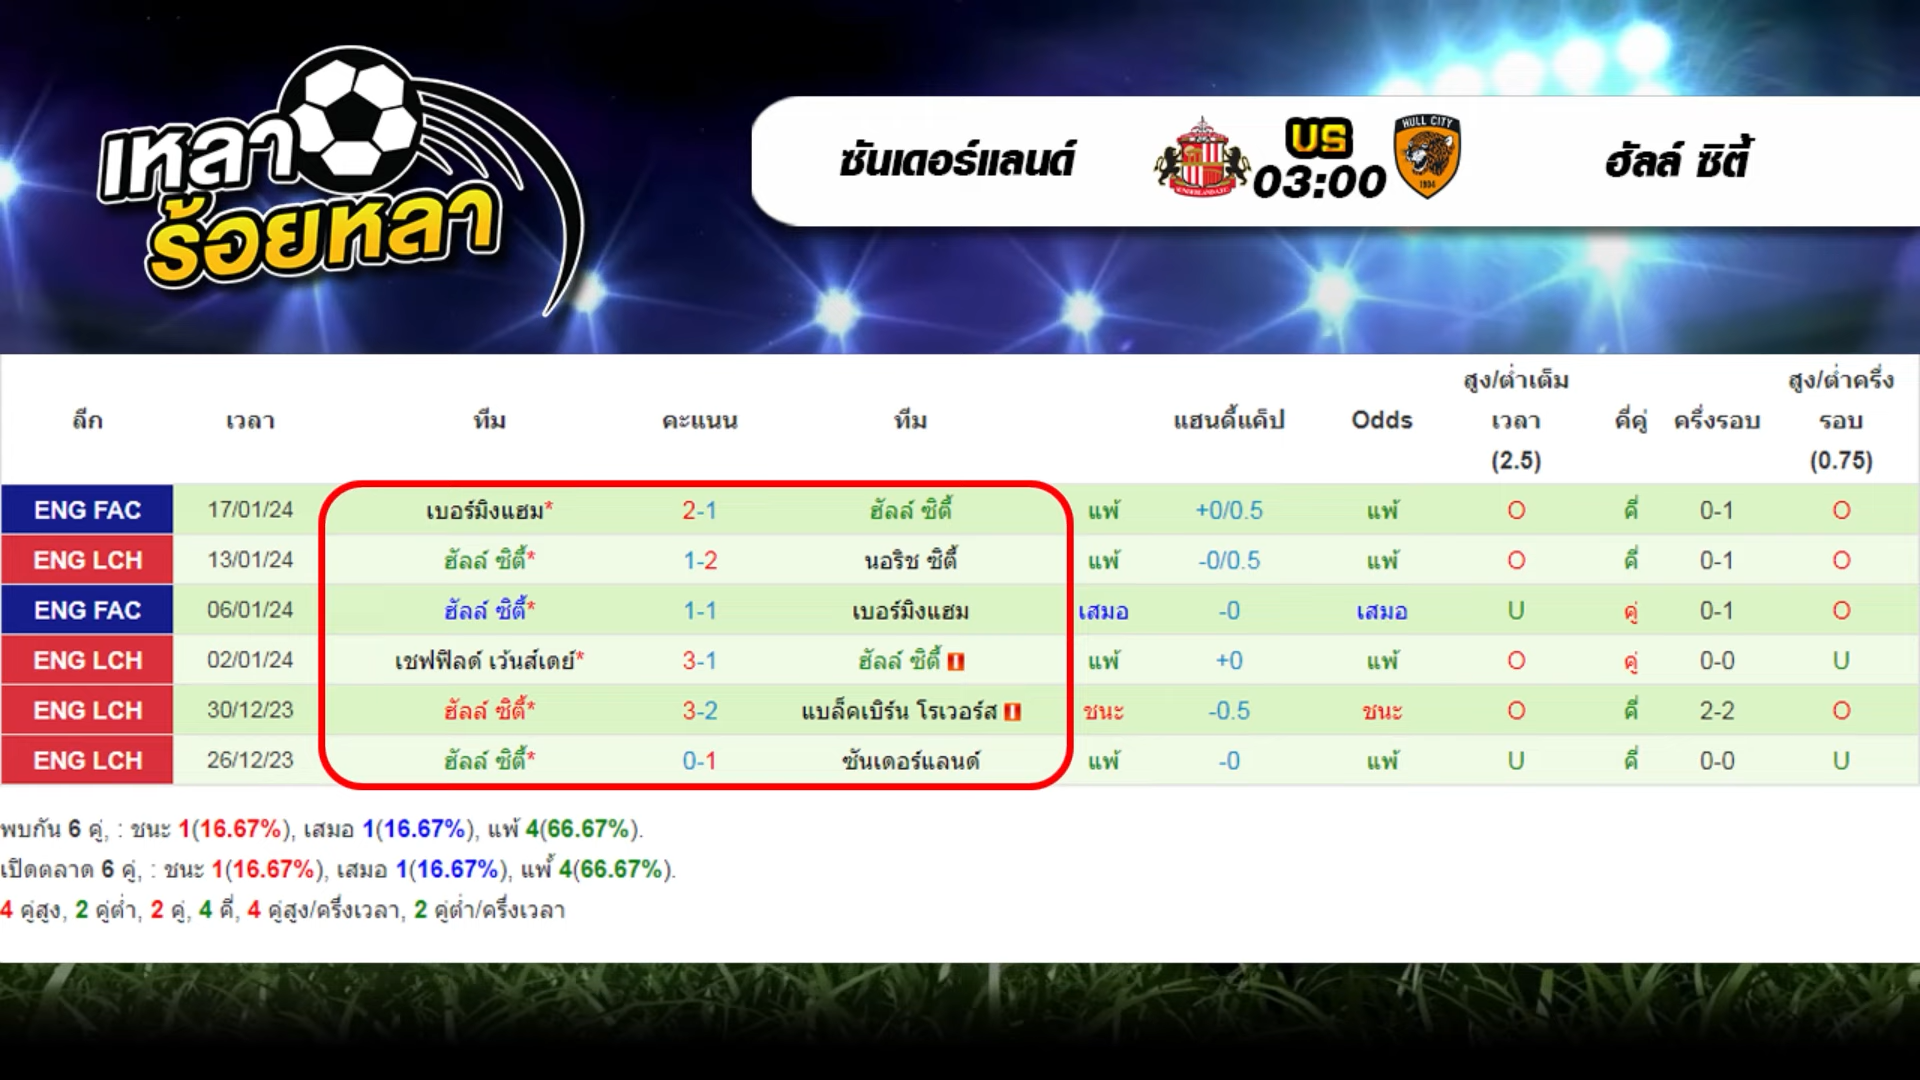 เหลา
ร้อยหลา
ซันเดอร์แลนด์ US 03:00 HULL CITY 1904 ฮัลล์ ซิตี้
ลีก เวลา ทีม คะแนน ทีม แฮนดี้แค้ป Odds สูง/ต่ำเต็มเวลา (2.5) คี่คู่ ครึ่งรอบ สูง/ต่ำครึ่งรอบ (0.75)
ENG FAC 17/01/24 เบอร์มิงแฮม* 2-1 ฮัลล์ ซิตี้ แพ้ +0/0.5 แพ้ O คี่ 0-1 O
ENG LCH 13/01/24 ฮัลล์ ซิตี้* 1-2 นอริช ซิตี้ แพ้ -0/0.5 แพ้ O คี่ 0-1 O
ENG FAC 06/01/24 ฮัลล์ ซิตี้* 1-1 เบอร์มิงแฮม เสมอ -0 เสมอ U คู่ 0-1 O
ENG LCH 02/01/24 เชฟฟิลด์ เว้นส์เดย์* 3-1 ฮัลล์ ซิตี้ แพ้ +0 แพ้ O คู่ 0-0 U
ENG LCH 30/12/23 ฮัลล์ ซิตี้* 3-2 แบล็คเบิร์น โรเวอร์ส ชนะ -0.5 ชนะ O คี่ 2-2 O
ENG LCH 26/12/23 ฮัลล์ ซิตี้* 0-1 ซันเดอร์แลนด์ แพ้ -0 แพ้ U คี่ 0-0 U
พบกัน 6 คู่, : ชนะ 1(16.67%), เสมอ 1(16.67%), แพ้ 4(66.67%).
เปิดตลาด 6 คู่, : ชนะ 1(16.67%), เสมอ 1(16.67%), แพ้ 4(66.67%).
4 คู่สูง, 2 คู่ต่ำ, 2 คู่, 4 คี่, 4 คู่สูง/ครึ่งเวลา, 2 คู่ต่ำ/ครึ่งเวลา